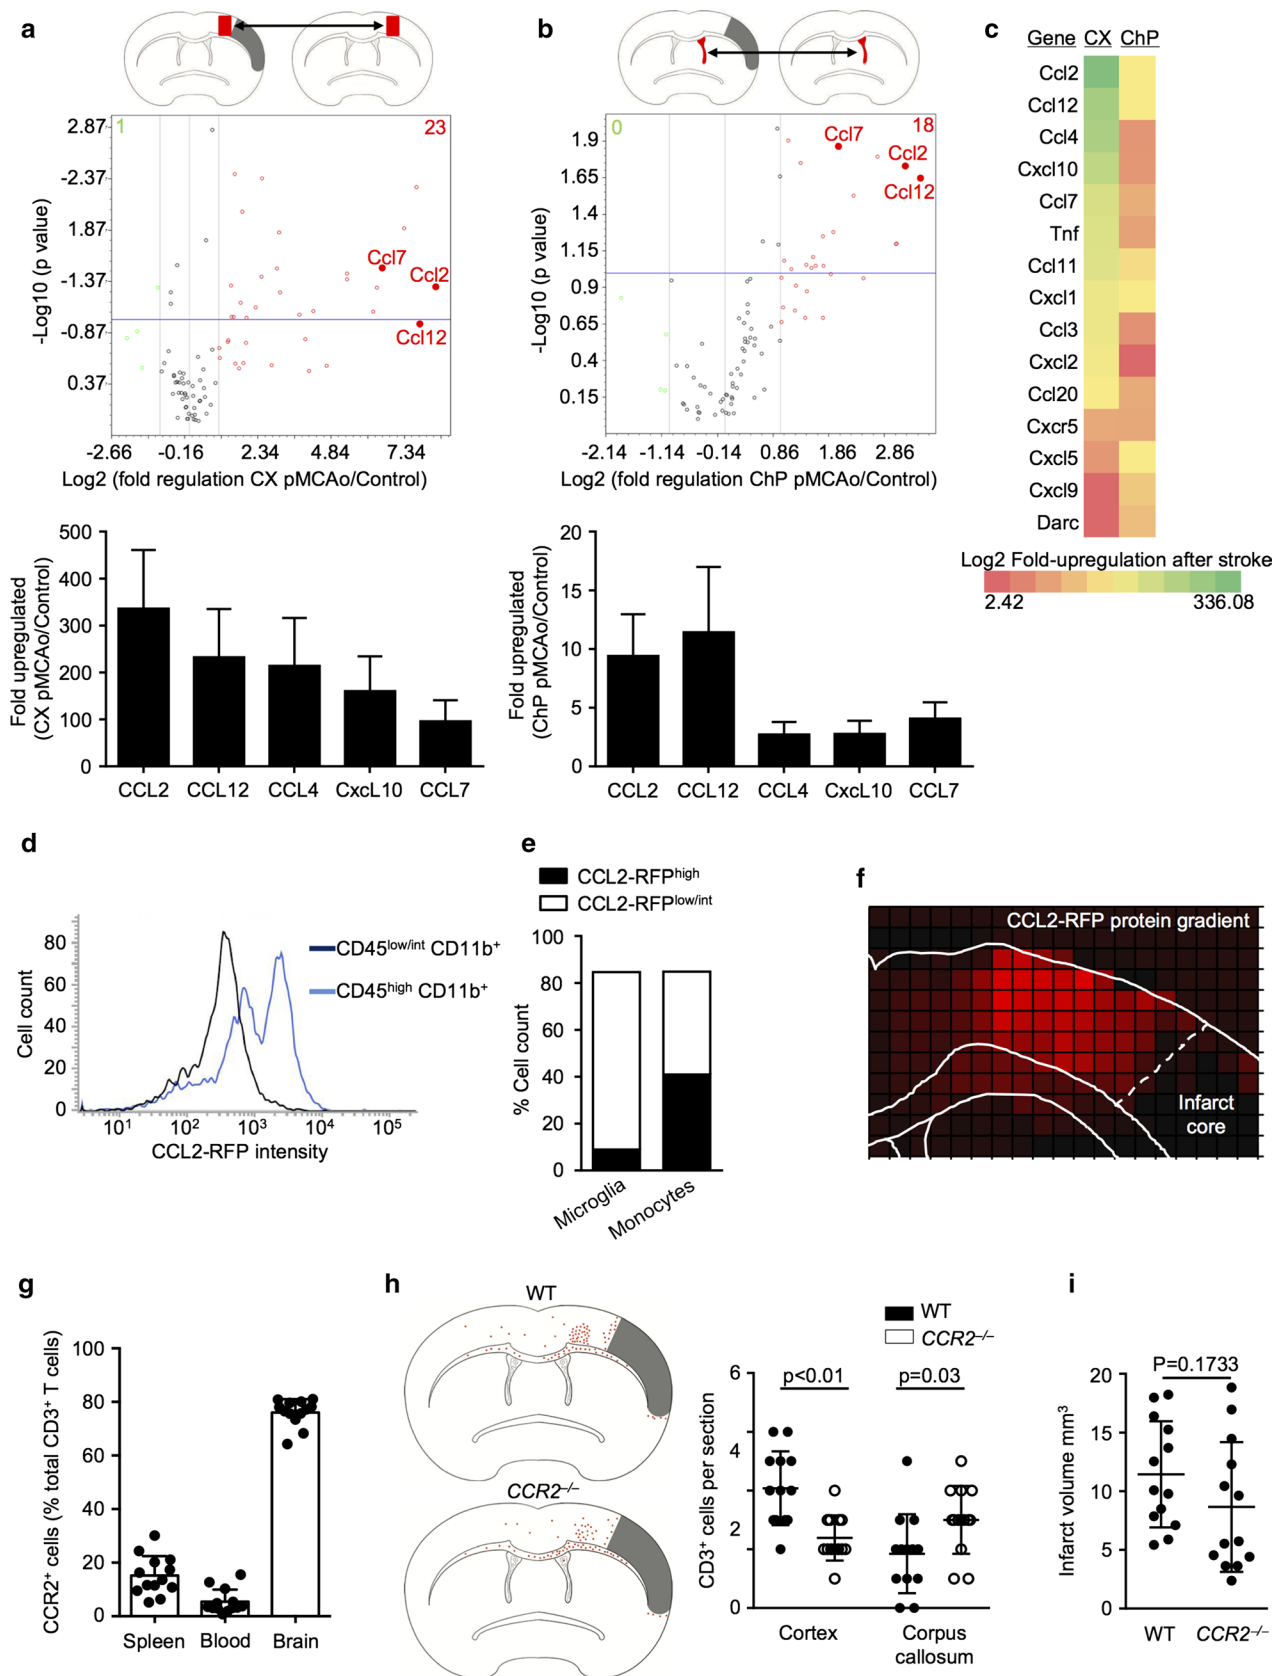 a
1
23
Ccl7
Ccl2
Ccl12
2.87
-2.37
1.87
-1.37
-0.87
0.37
-Log10 (p value)
-2.66 -0.16 2.34 4.84 7.34
Log2 (fold regulation CX pMCAo/Control)
500
400
300
200
100
0
Fold upregulated
(CX pMCAo/Control)
CCL2 CCL12 CCL4 CxcL10 CCL7
b
0
18
Ccl7
Ccl2
Ccl12
1.9
1.65
1.4
1.15
0.9
0.65
0.4
0.15
-Log10 (p value)
-2.14 -1.14 -0.14 0.86 1.86 2.86
Log2 (fold regulation ChP pMCAo/Control)
20
15
10
5
0
Fold upregulated
(ChP pMCAo/Control)
CCL2 CCL12 CCL4 CxcL10 CCL7
c
Gene CX ChP
Ccl2
Ccl12
Ccl4
Cxcl10
Ccl7
Tnf
Ccl11
Cxcl1
Ccl3
Cxcl2
Ccl20
Cxcr5
Cxcl5
Cxcl9
Darc
Log2 Fold-upregulation after stroke
2.42 336.08
d
80
60
40
20
0
Cell count
CD45low/int CD11b+
CD45high CD11b+
10¹ 10² 10³ 10⁴ 10⁵
CCL2-RFP intensity
e
CCL2-RFPhigh
CCL2-RFPlow/int
100
80
60
40
20
0
% Cell count
Microglia
Monocytes
f
CCL2-RFP protein gradient
Infarct
core
g
100
80
60
40
20
0
CCR2+ cells (% total CD3+ T cells)
Spleen Blood Brain
h
WT
CCR2–/–
WT
CCR2–/–
6
4
2
0
CD3+ cells per section
p<0.01
p=0.03
Cortex
Corpus
callosum
i
P=0.1733
20
15
10
5
0
Infarct volume mm³
WT CCR2–/–